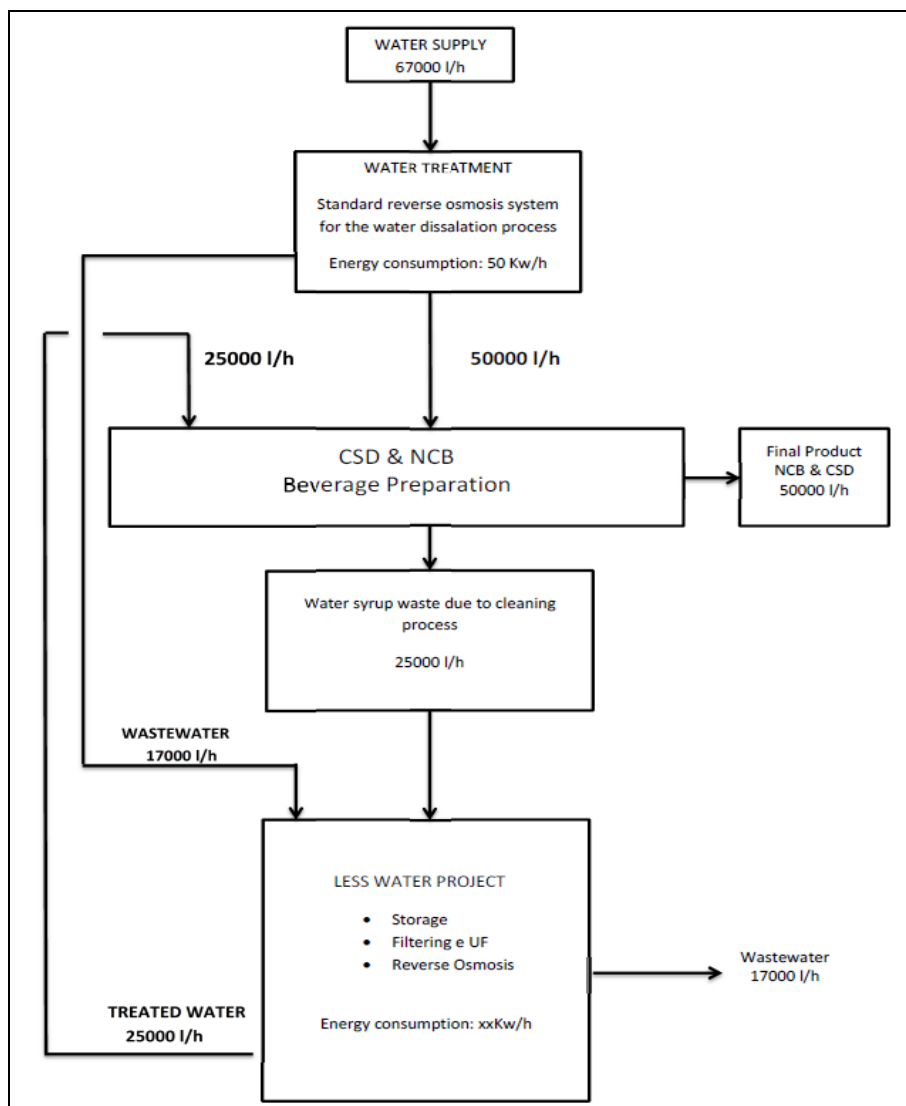 WATER SUPPLY
67000 l/h
WATER TREATMENT
Standard reverse osmosis system
for the water dissalation process
Energy consumption: 50 Kw/h
25000 l/h
50000 l/h
CSD & NCB
Beverage Preparation
Final Product
NCB & CSD
50000 l/h
Water syrup waste due to cleaning
process
25000 l/h
WASTEWATER
17000 l/h
LESS WATER PROJECT
• Storage
• Filtering e UF
• Reverse Osmosis
Energy consumption: xxKw/h
Wastewater
17000 l/h
TREATED WATER
25000 l/h